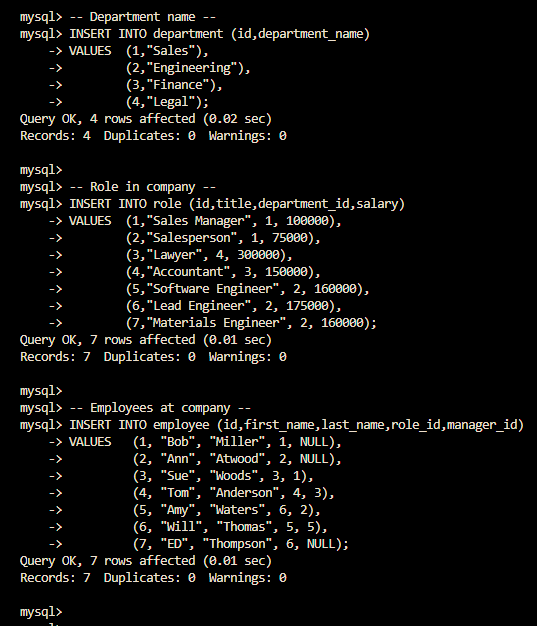 mysql> -- Department name --
mysql> INSERT INTO department (id,department_name)
    -> VALUES  (1,"Sales"),
    ->         (2,"Engineering"),
    ->         (3,"Finance"),
    ->         (4,"Legal");
Query OK, 4 rows affected (0.02 sec)
Records: 4  Duplicates: 0  Warnings: 0
mysql>
mysql> -- Role in company --
mysql> INSERT INTO role (id,title,department_id,salary)
    -> VALUES  (1,"Sales Manager", 1, 100000),
    ->         (2,"Salesperson", 1, 75000),
    ->         (3,"Lawyer", 4, 300000),
    ->         (4,"Accountant", 3, 150000),
    ->         (5,"Software Engineer", 2, 160000),
    ->         (6,"Lead Engineer", 2, 175000),
    ->         (7,"Materials Engineer", 2, 160000);
Query OK, 7 rows affected (0.01 sec)
Records: 7  Duplicates: 0  Warnings: 0
mysql>
mysql> -- Employees at company --
mysql> INSERT INTO employee (id,first_name,last_name,role_id,manager_id)
    -> VALUES   (1, "Bob", "Miller", 1, NULL),
    ->          (2, "Ann", "Atwood", 2, NULL),
    ->          (3, "Sue", "Woods", 3, 1),
    ->          (4, "Tom", "Anderson", 4, 3),
    ->          (5, "Amy", "Waters", 6, 2),
    ->          (6, "Will", "Thomas", 5, 5),
    ->          (7, "ED", "Thompson", 6, NULL);
Query OK, 7 rows affected (0.01 sec)
Records: 7  Duplicates: 0  Warnings: 0
mysql>